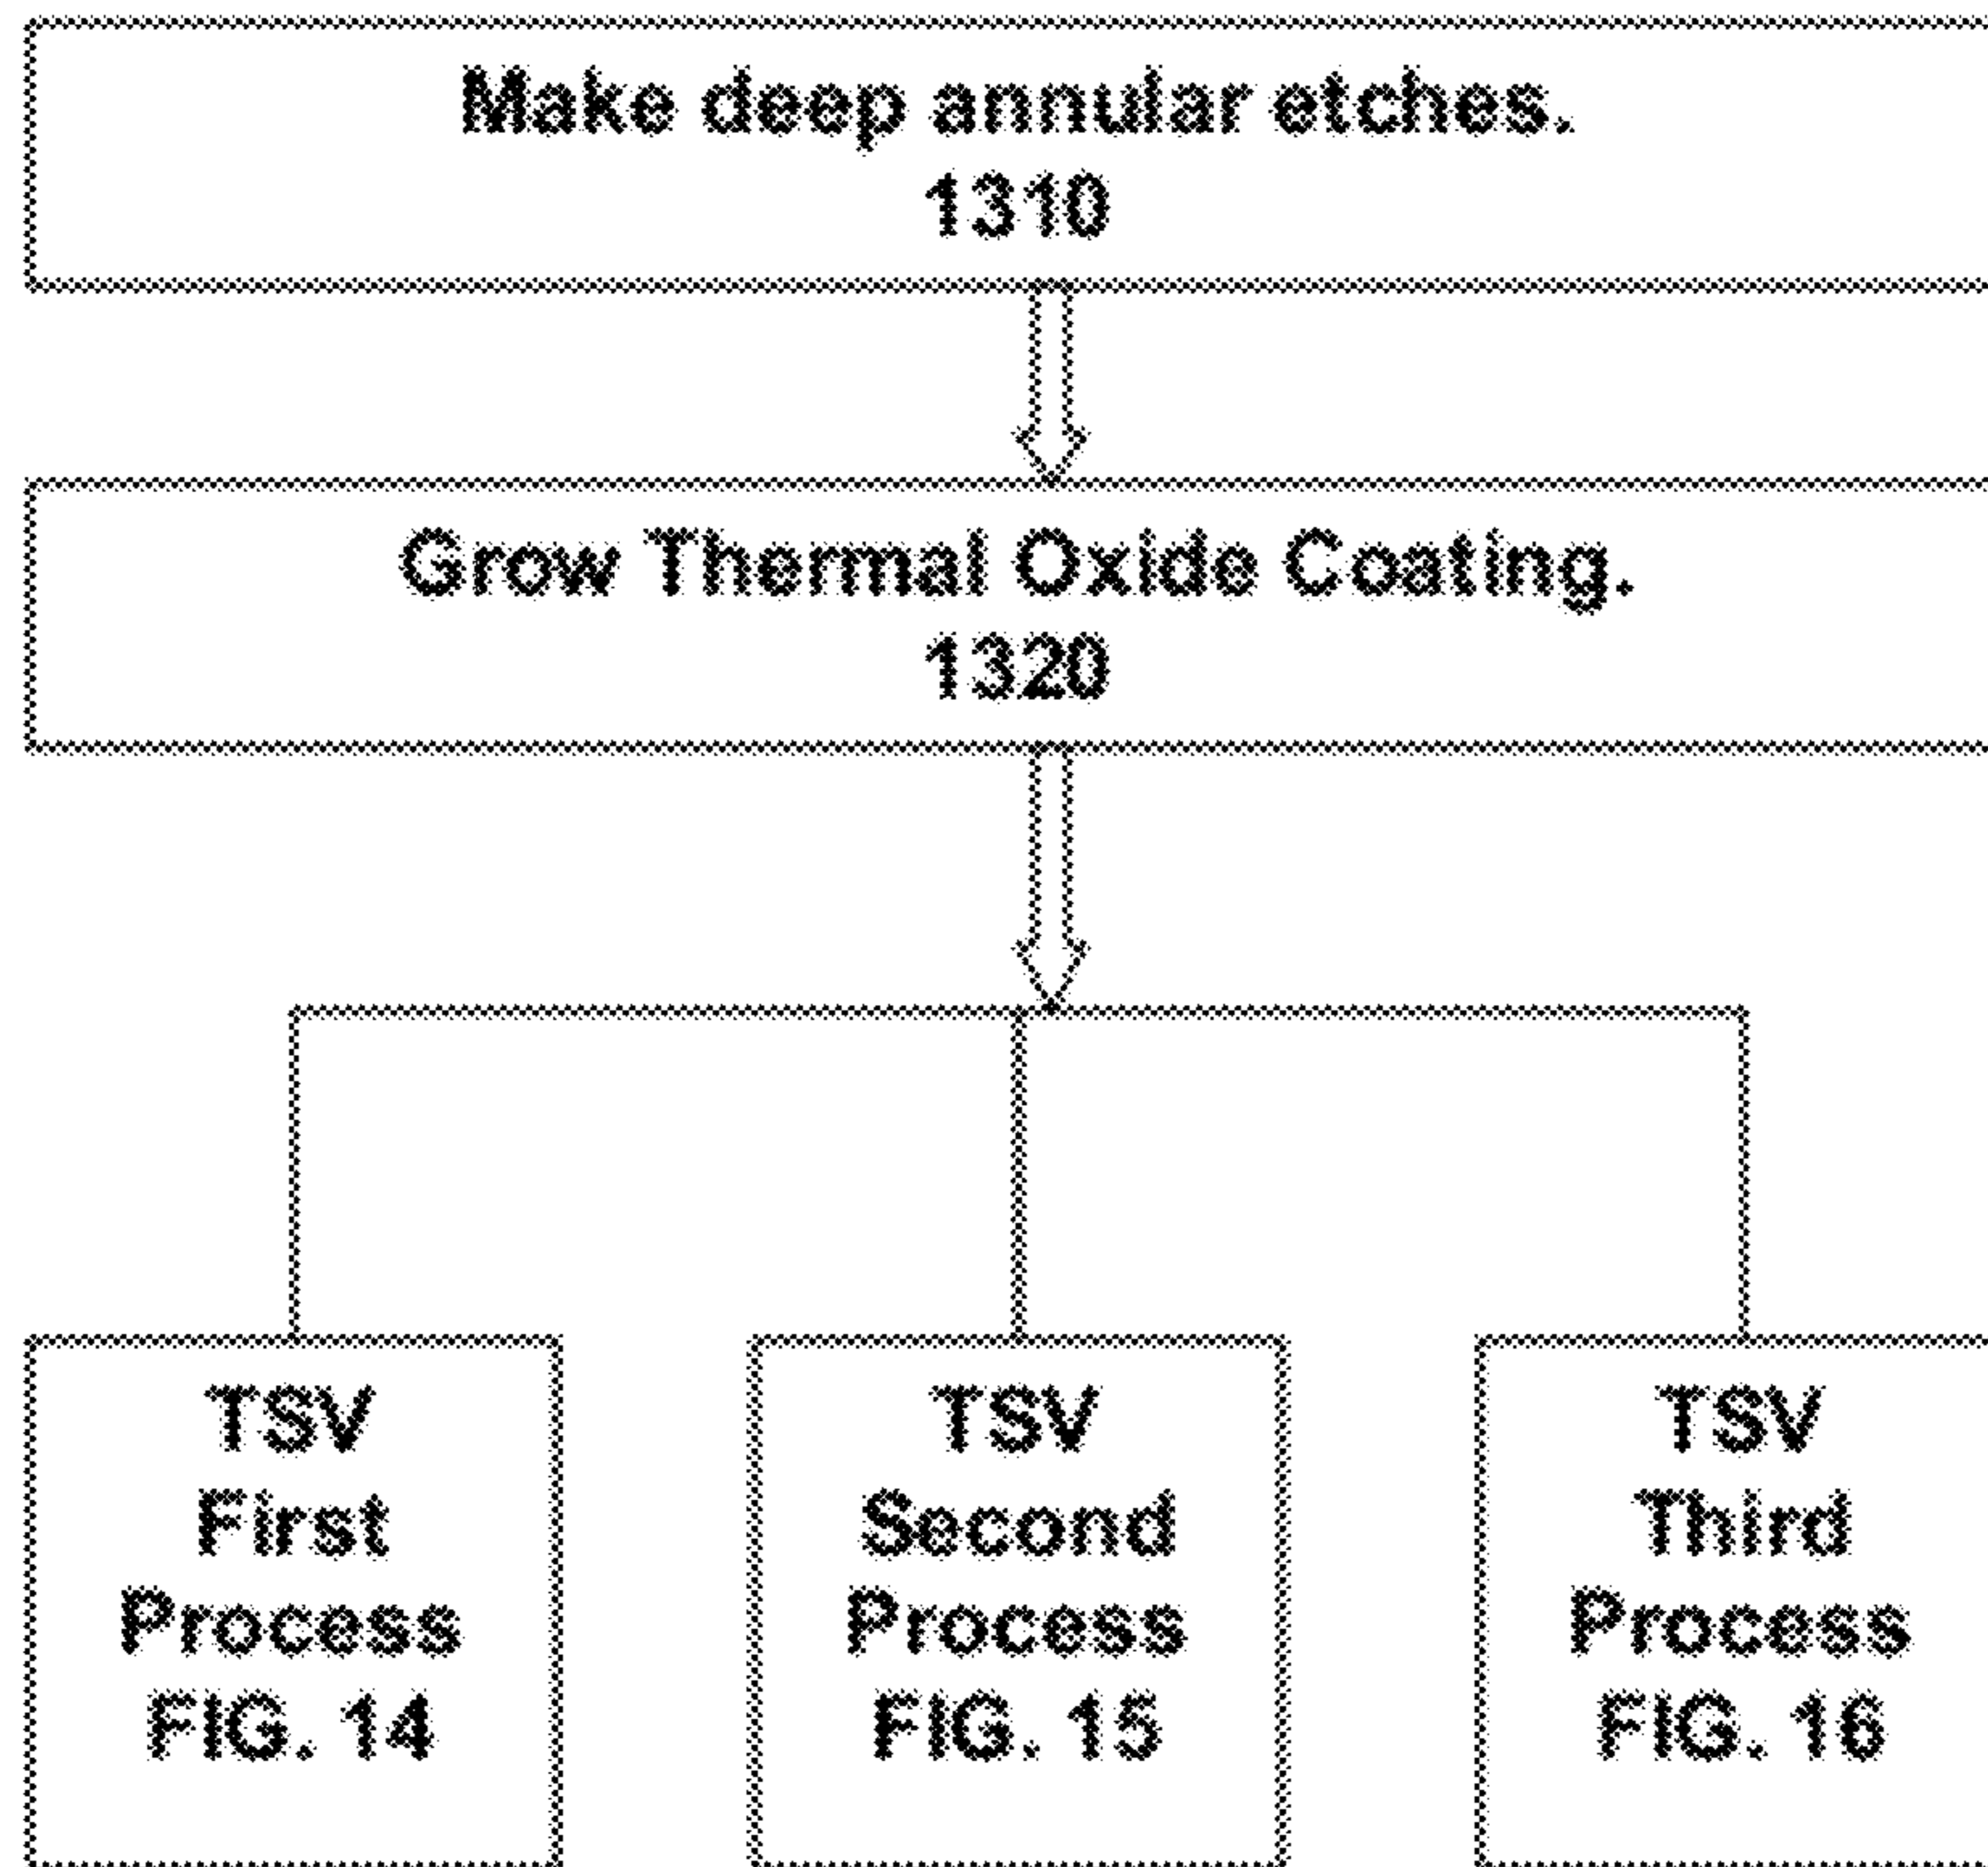 Make deep annular etches.
1310
Grow Thermal Oxide Coating.
1320
TSV
First
Process
FIG. 14
TSV
Second
Process
FIG. 15
TSV
Third
Process
FIG. 16